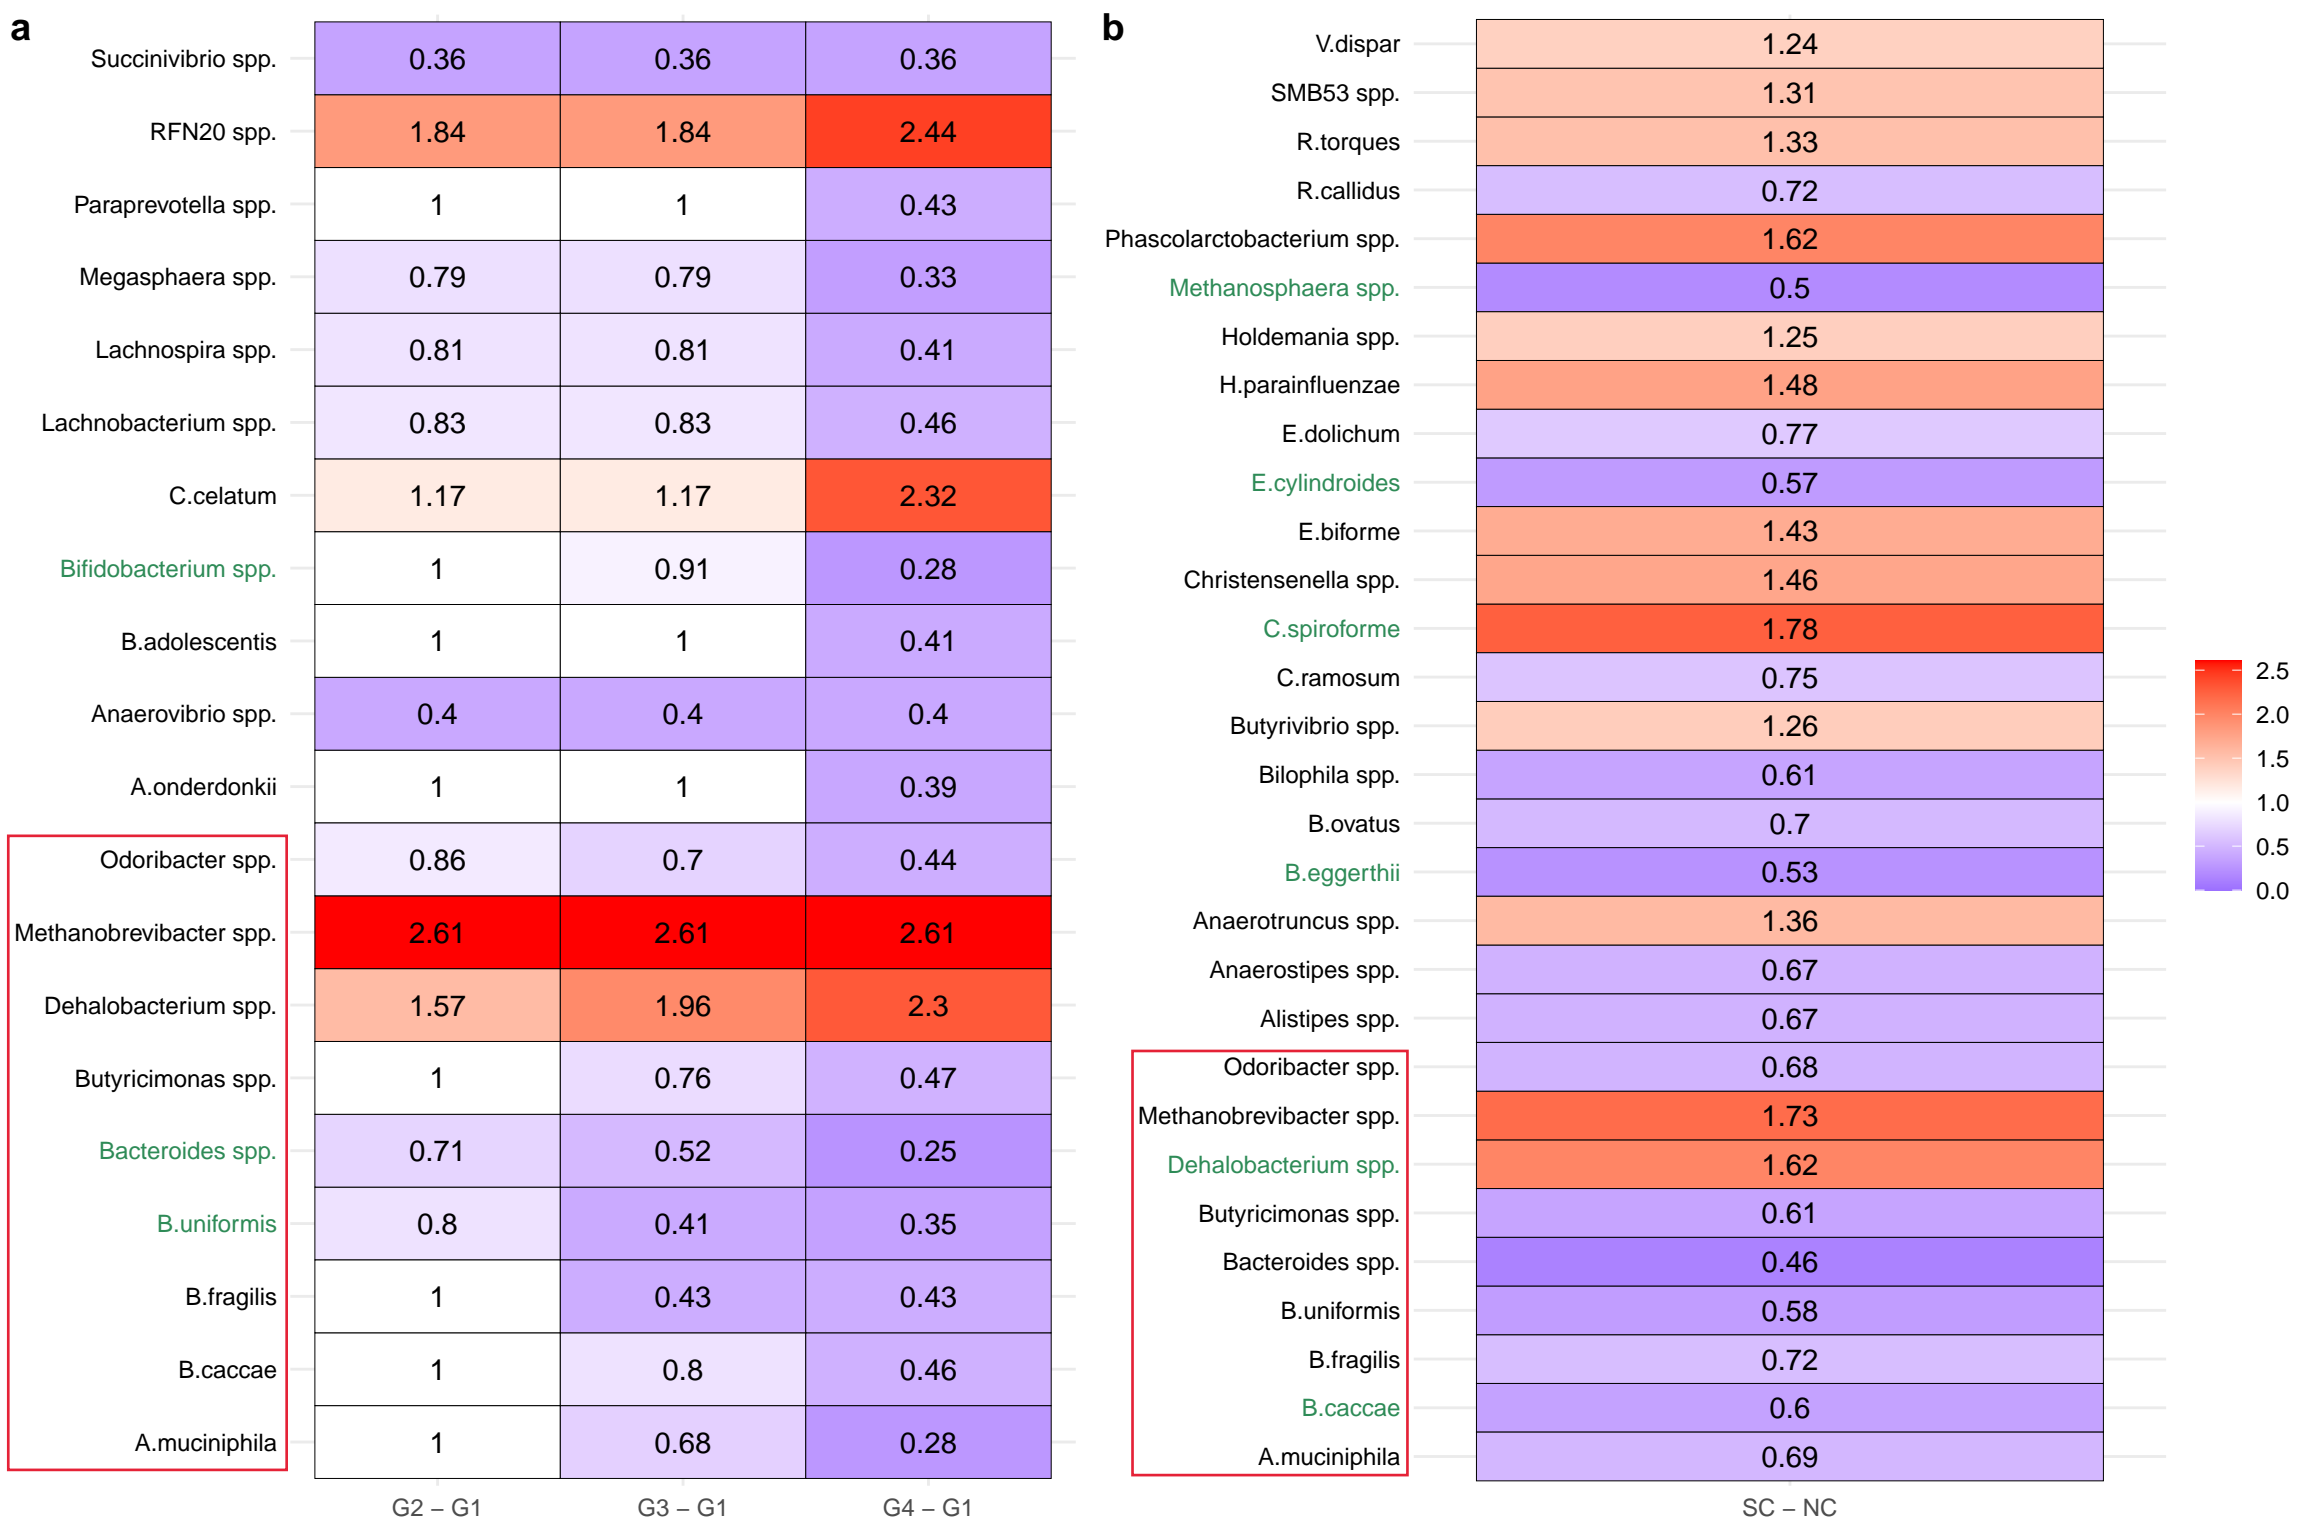 a
Succinivibrio spp. 0.36 0.36 0.36
RFN20 spp. 1.84 1.84 2.44
Paraprevotella spp. 1 1 0.43
Megasphaera spp. 0.79 0.79 0.33
Lachnospira spp. 0.81 0.81 0.41
Lachnobacterium spp. 0.83 0.83 0.46
C.celatum 1.17 1.17 2.32
Bifidobacterium spp. 1 0.91 0.28
B.adolescentis 1 1 0.41
Anaerovibrio spp. 0.4 0.4 0.4
A.onderdonkii 1 1 0.39
Odoribacter spp. 0.86 0.7 0.44
Methanobrevibacter spp. 2.61 2.61 2.61
Dehalobacterium spp. 1.57 1.96 2.3
Butyricimonas spp. 1 0.76 0.47
Bacteroides spp. 0.71 0.52 0.25
B.uniformis 0.8 0.41 0.35
B.fragilis 1 0.43 0.43
B.caccae 1 0.8 0.46
A.muciniphila 1 0.68 0.28
G2 – G1 G3 – G1 G4 – G1
b
V.dispar 1.24
SMB53 spp. 1.31
R.torques 1.33
R.callidus 0.72
Phascolarctobacterium spp. 1.62
Methanosphaera spp. 0.5
Holdemania spp. 1.25
H.parainfluenzae 1.48
E.dolichum 0.77
E.cylindroides 0.57
E.biforme 1.43
Christensenella spp. 1.46
C.spiroforme 1.78
C.ramosum 0.75
Butyrivibrio spp. 1.26
Bilophila spp. 0.61
B.ovatus 0.7
B.eggerthii 0.53
Anaerotruncus spp. 1.36
Anaerostipes spp. 0.67
Alistipes spp. 0.67
Odoribacter spp. 0.68
Methanobrevibacter spp. 1.73
Dehalobacterium spp. 1.62
Butyricimonas spp. 0.61
Bacteroides spp. 0.46
B.uniformis 0.58
B.fragilis 0.72
B.caccae 0.6
A.muciniphila 0.69
SC – NC
2.5
2.0
1.5
1.0
0.5
0.0